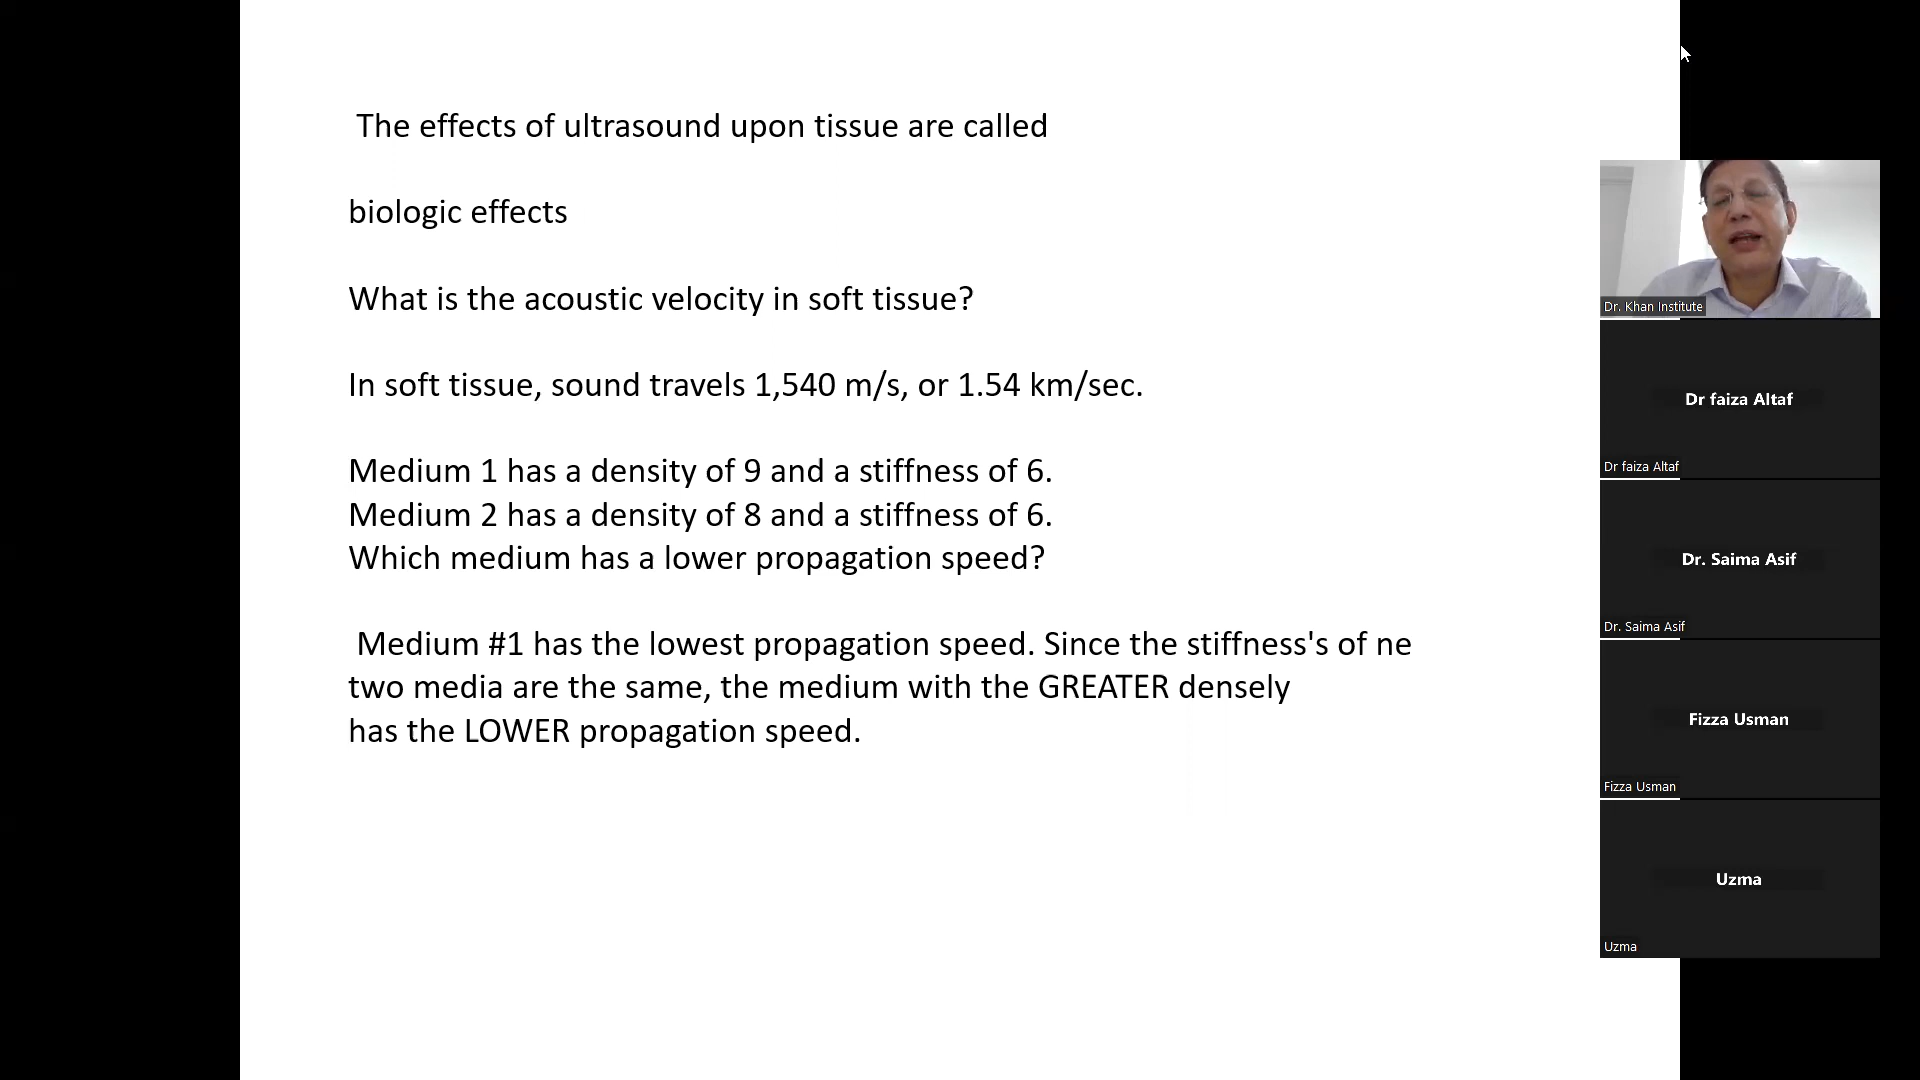 The effects of ultrasound upon tissue are called
biologic effects
What is the acoustic velocity in soft tissue?
In soft tissue, sound travels 1,540 m/s, or 1.54 km/sec.
Medium 1 has a density of 9 and a stiffness of 6.
Medium 2 has a density of 8 and a stiffness of 6.
Which medium has a lower propagation speed?
Medium #1 has the lowest propagation speed. Since the stiffness's of ne
two media are the same, the medium with the GREATER densely
has the LOWER propagation speed.
Dr. Khan Institute
Dr faiza Altaf
Dr faiza Altaf
Dr. Saima Asif
Dr. Saima Asif
Fizza Usman
Fizza Usman
Uzma
Uzma